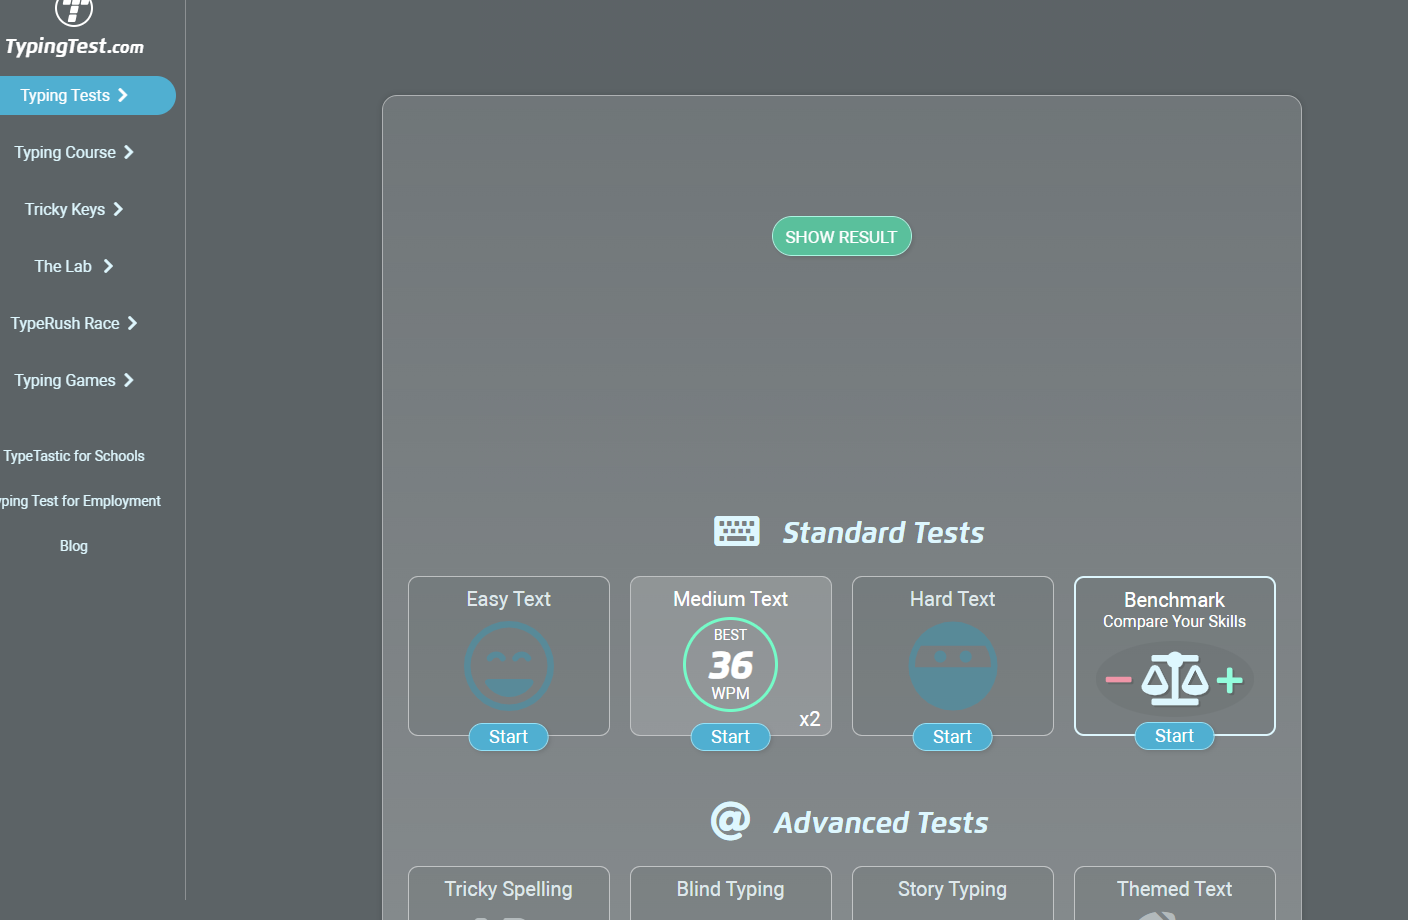 TypingTest.com
Typing Tests
Typing Course
Tricky Keys
The Lab
TypeRush Race
Typing Games
TypeTastic for Schools
yping Test for Employment
Blog
SHOW RESULT
Standard Tests
Easy Text
Start
Medium Text
BEST
36
WPM
x2
Start
Hard Text
Start
Benchmark
Compare Your Skills
Start
@ Advanced Tests
Tricky Spelling
Blind Typing
Story Typing
Themed Text